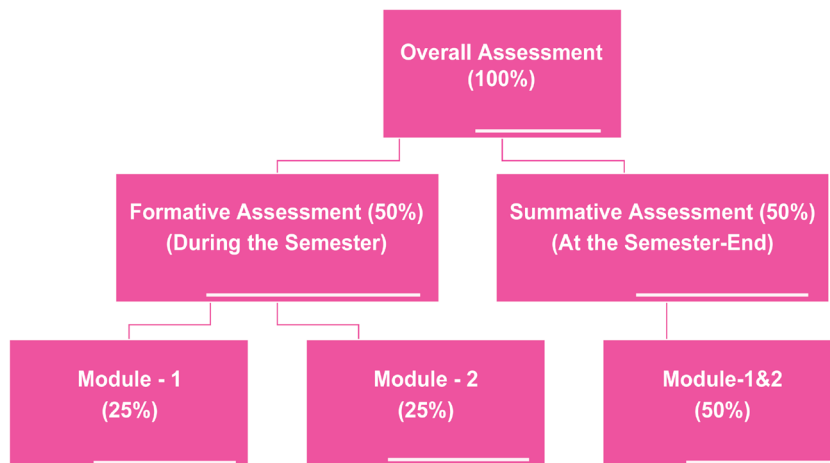 Overall Assessment
(100%)
Formative Assessment (50%)
(During the Semester)
Summative Assessment (50%)
(At the Semester-End)
Module - 1
(25%)
Module - 2
(25%)
Module-1&2
(50%)